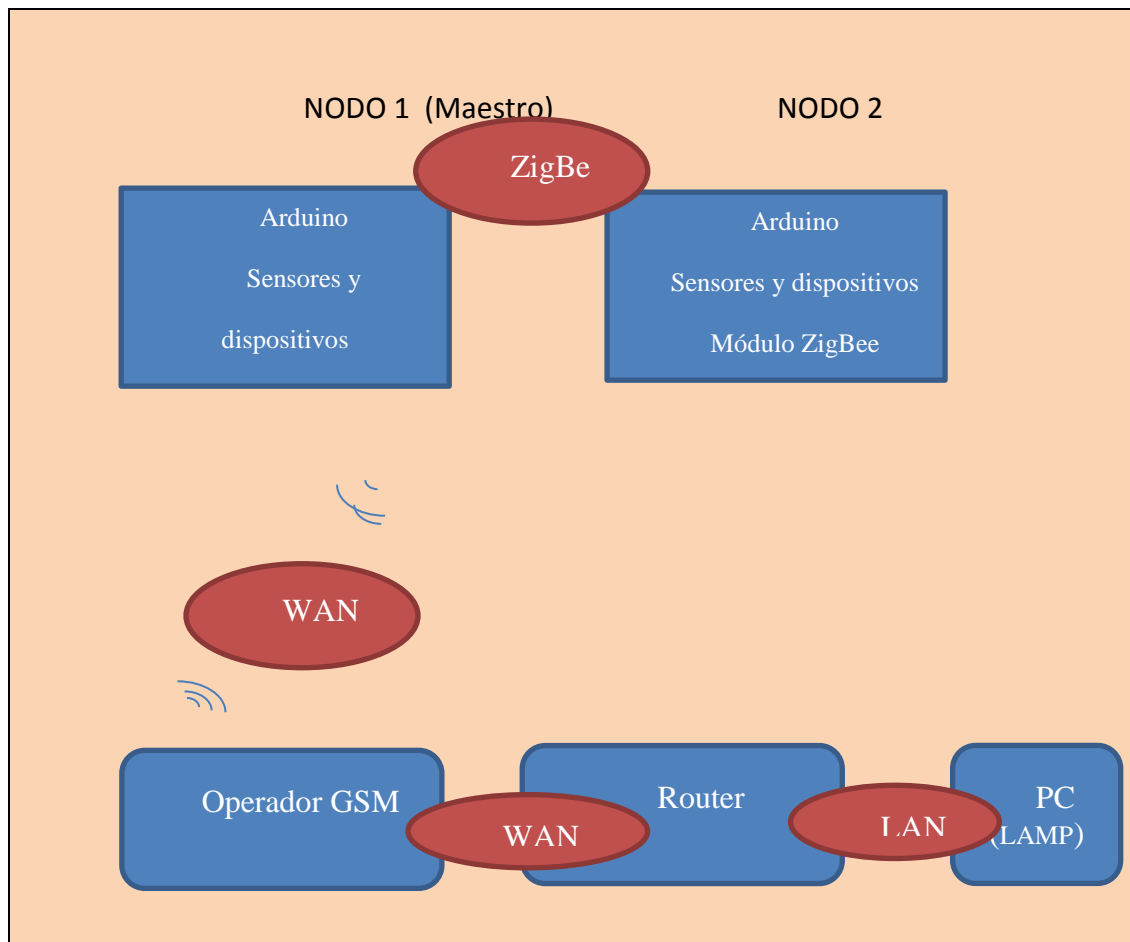 NODO 1 (Maestro)
NODO 2
ZigBe
Arduino
Sensores y
dispositivos
Arduino
Sensores y dispositivos
Módulo ZigBee
WAN
Operador GSM
WAN
Router
LAN
PC
(LAMP)